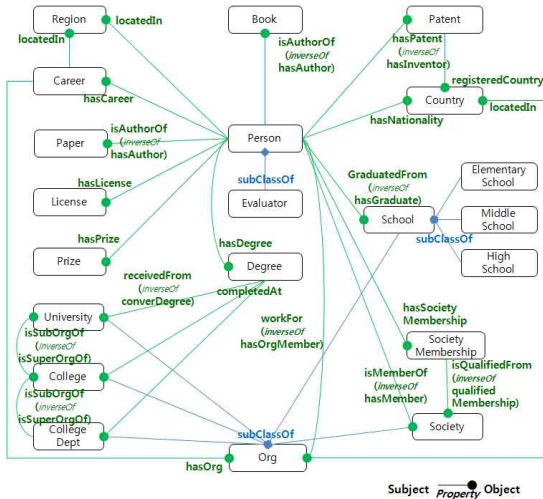 Region
locatedIn
Book
Patent
locatedIn
isAuthorOf
(inverseOf
hasAuthor)
hasPatent
(inverseOf
hasInventor)
Career
registeredCountry
hasCareer
Country
locatedIn
hasNationality
isAuthorOf
(inverseOf
hasAuthor)
Paper
Person
subClassOf
GraduatedFrom
(inverseOf
hasGraduate)
Elementary
School
hasLicense
License
Evaluator
School
Middle
School
subClassOf
hasPrize
hasDegree
Prize
Degree
High
School
receivedFrom
(inverseOf
converDegree)
completedAt
University
workFor
(inverseOf
hasOrgMember)
hasSociety
Membership
isSubOrgOf
(inverseOf
isSuperOrgOf)
Society
Membership
College
isMemberOf
(inverseOf
hasMember)
isQualifiedFrom
(inverseOf
qualified
Membership)
isSubOrgOf
(inverseOf
isSuperOrgOf)
College
Dept
subClassOf
Society
hasOrg
Org
Subject
Property
Object